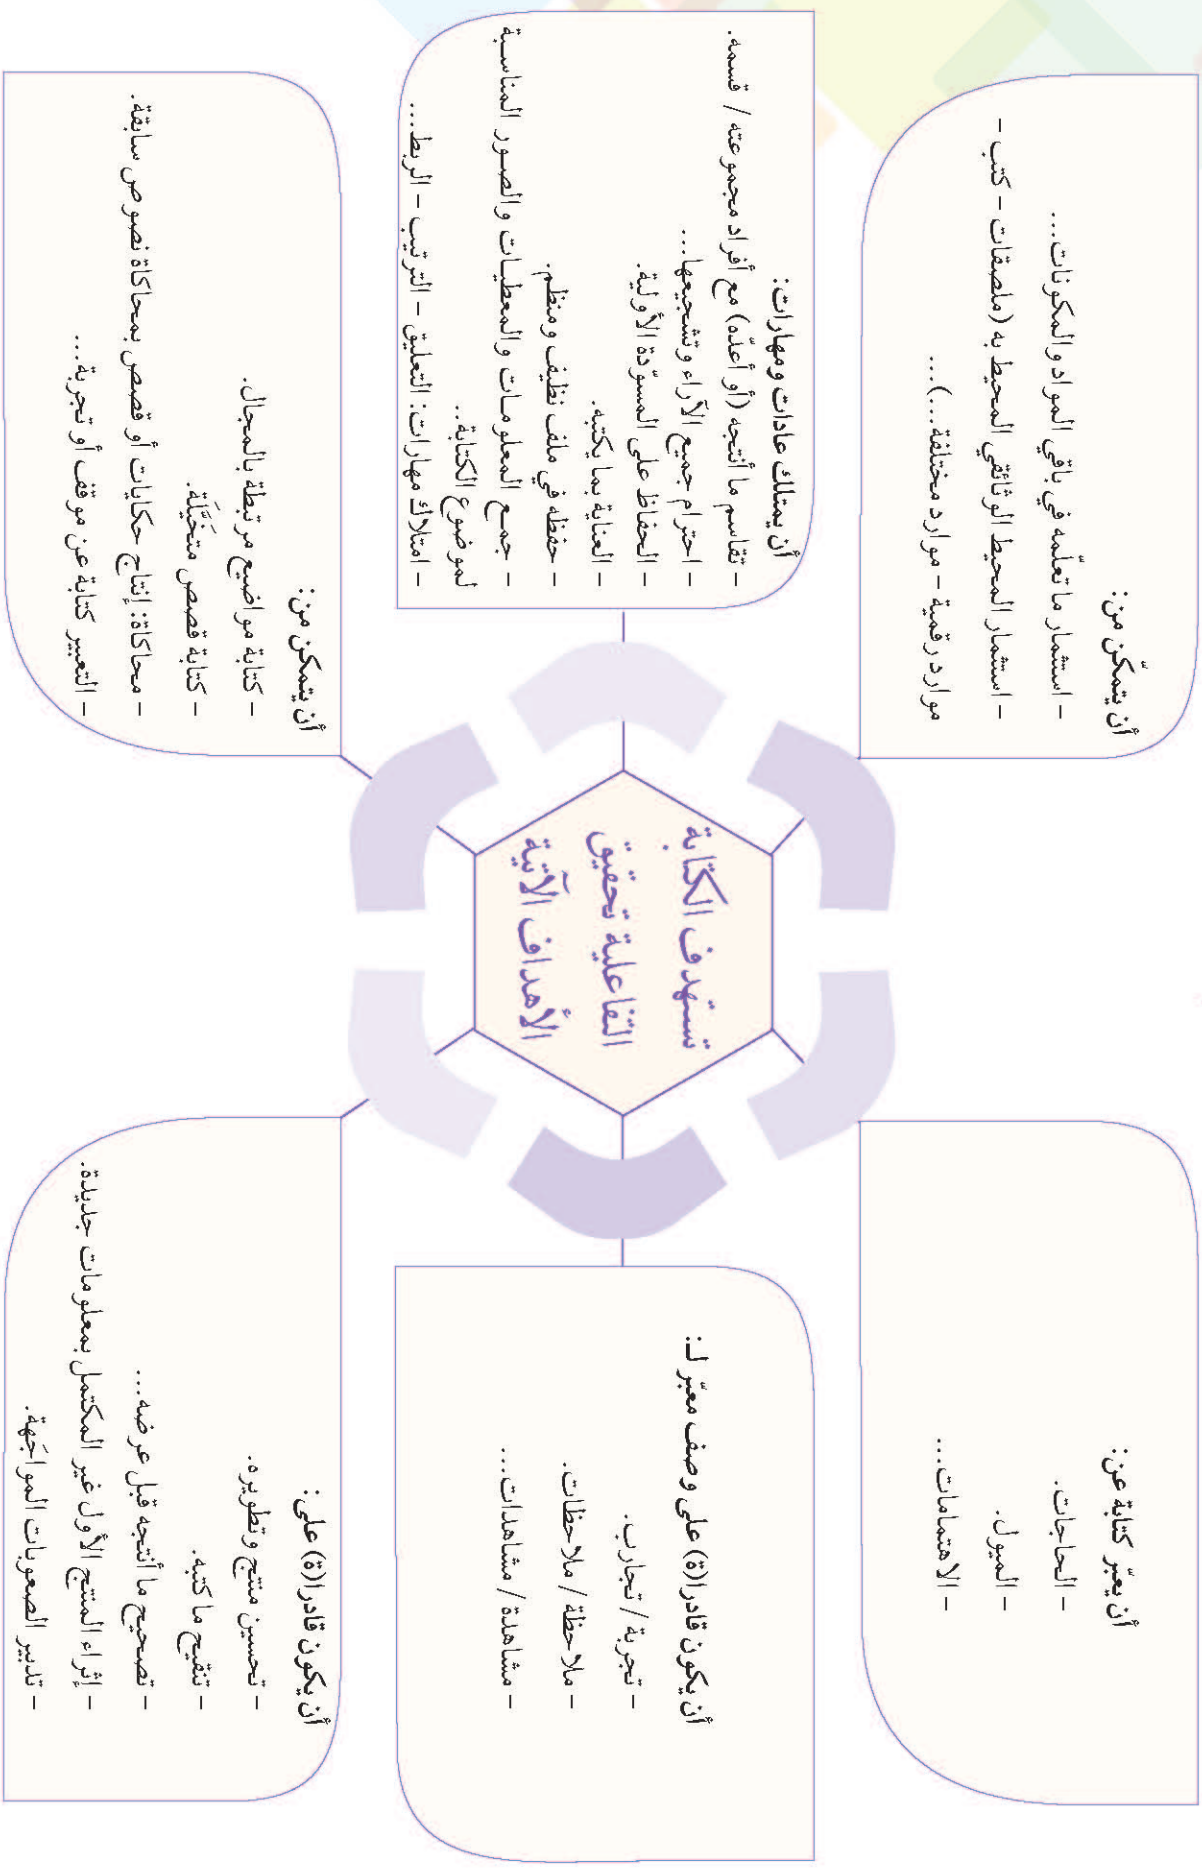 تستهدف الكتابة
التفاعلية تحقيق
الأهداف الآتية
أن يعبّر كتابة عن:
- الحاجات.
- الميول.
- الاهتمامات...
أن يتمكّن من:
- استثمار ما تعلّمه في باقي المواد والمكونات....
- استثمار المحيط الوثائقي المحيط به (ملصقات - كتب -
موارد رقمية - موارد مختلفة...)...
أن يكون قادرا(ة) على وصف معبّر لـ:
- تجربة / تجارب.
- ملاحظة / ملاحظات.
- مشاهدة / مشاهدات...
أن يمتلك عادات ومهارات:
- تقاسم ما أنتجه (أو أعدّه) مع أفراد مجموعته / قسمه.
- احترام جميع الآراء وتشجيعها...
- الحفاظ على المسوّدة الأولية.
- العناية بما يكتبه.
- حفظه في ملف نظيف ومنظم.
- جمع المعلومات والمعطيات والصور المناسبة
لموضوع الكتابة..
- امتلاك مهارات: التعليق - الترتيب - الربط...
أن يكون قادرا(ة) على:
- تحسين منتج وتطويره.
- تنقيح ما كتبه.
- تصحيح ما أنتجه قبل عرضه...
- إثراء المنتج الأول غير المكتمل بمعلومات جديدة.
- تدبير الصعوبات المواجَهة.
أن يتمكن من:
- كتابة مواضيع مرتبطة بالمجال.
- كتابة قصص متخَيَّلة.
- محاكاة: إنتاج حكايات أو قصص بمحاكاة نصوص سابقة.
- التعبير كتابة عن موقف أو تجربة...